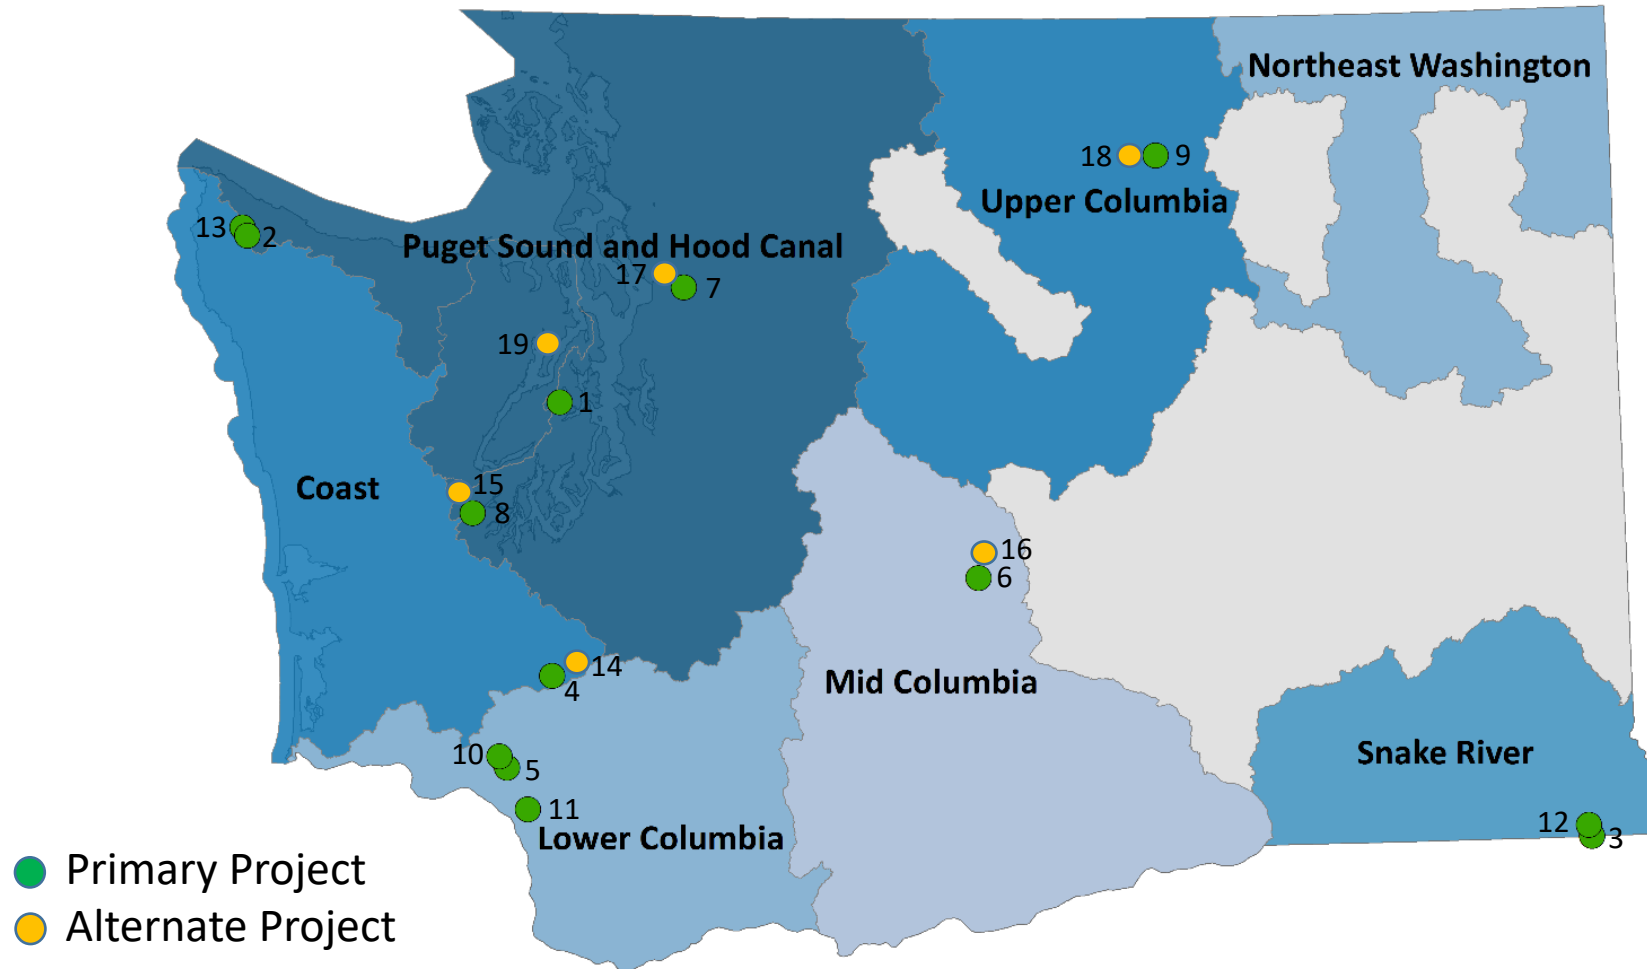 Northeast Washington
18 9
Upper Columbia
13 2
Puget Sound and Hood Canal
17 7
19
1
Coast
15
8
16
6
14
4
Mid Columbia
10 5
Snake River
11
12
3
Lower Columbia
Primary Project
Alternate Project